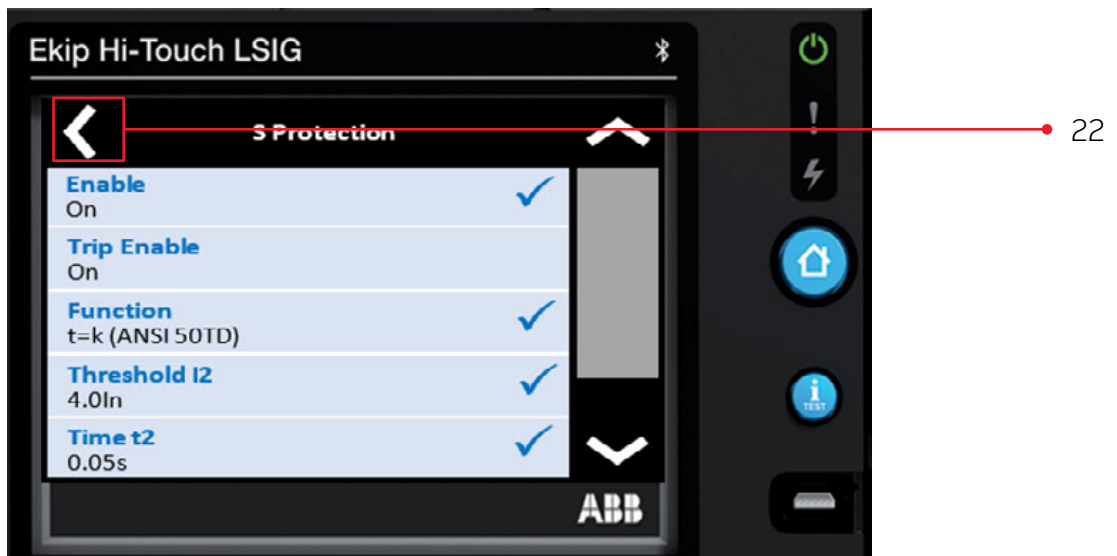 Ekip Hi-Touch LSIG
S Protection
22
Enable
On
Trip Enable
On
Function
t=k (ANSI 50TD)
Threshold I2
4.0In
Time t2
0.05s
i
TEST
ABB